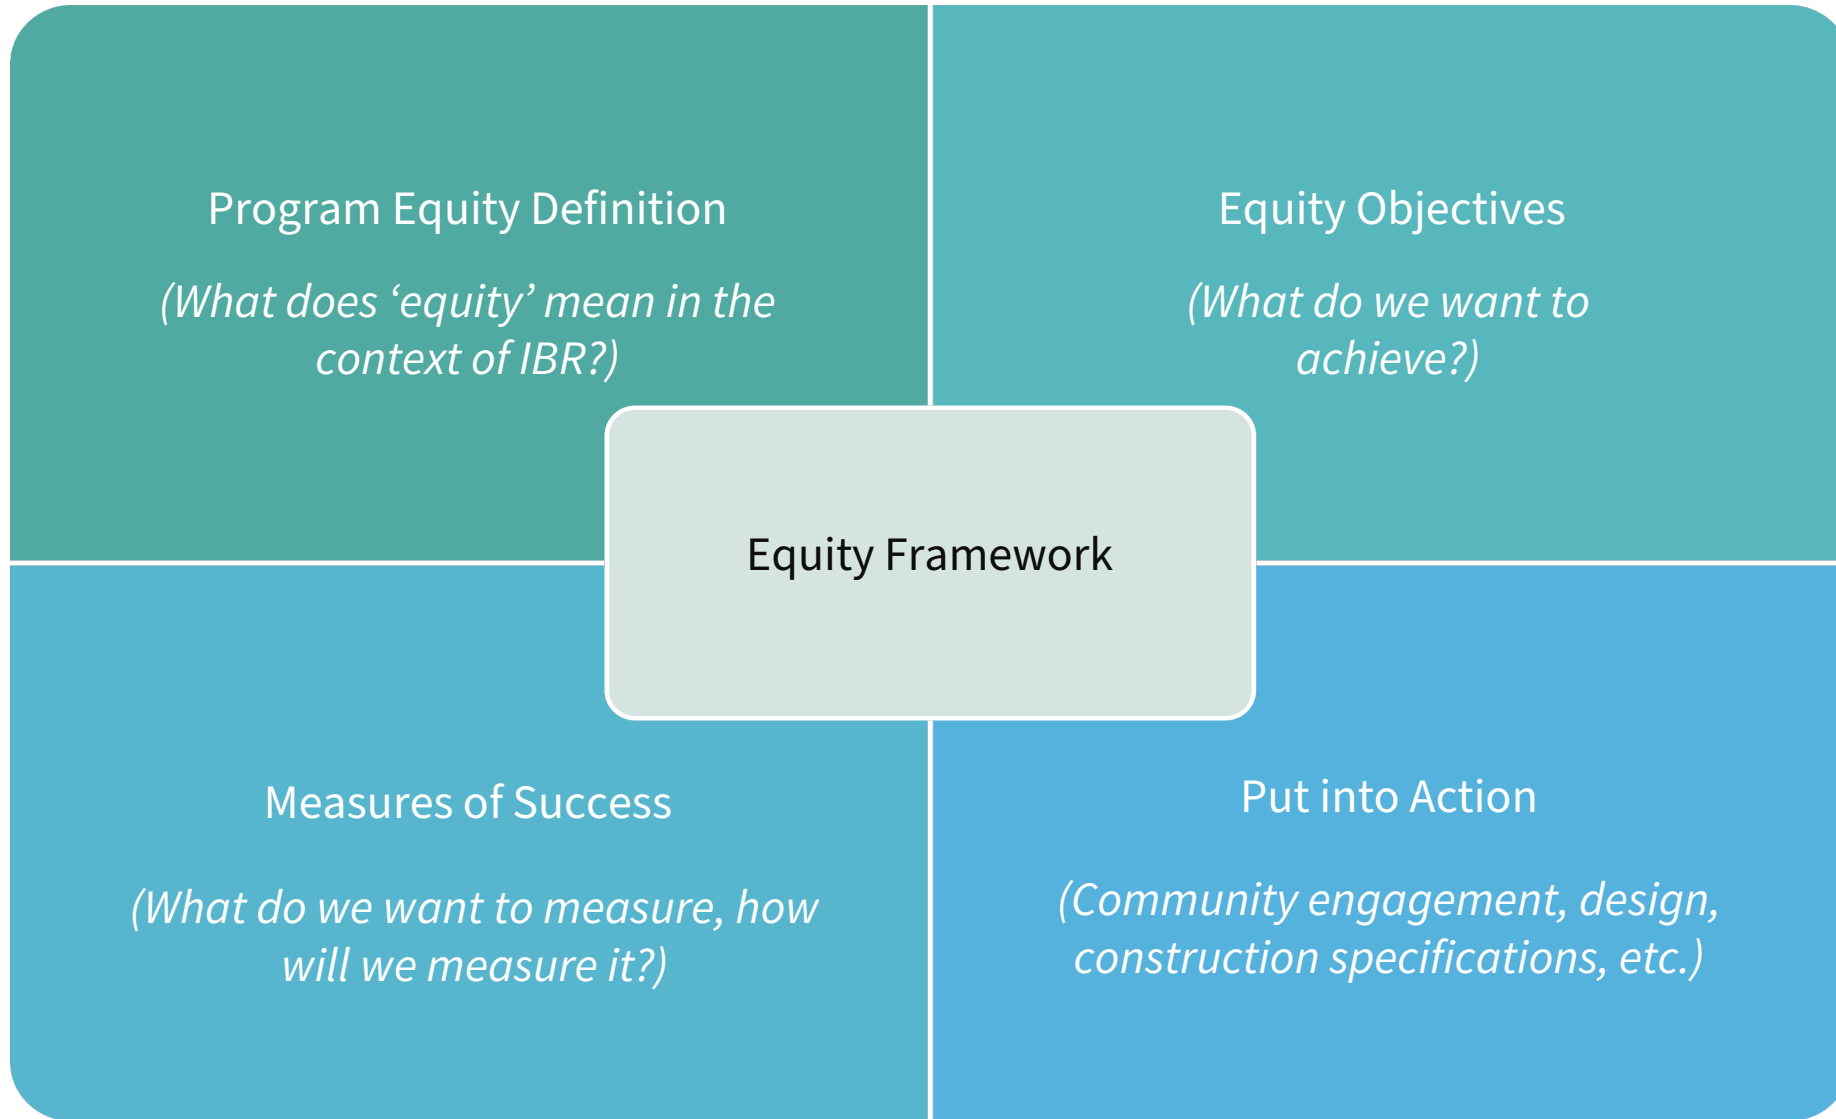 Program Equity Definition
(What does ‘equity’ mean in the
context of IBR?)
Equity Objectives
(What do we want to
achieve?)
Equity Framework
Measures of Success
(What do we want to measure, how
will we measure it?)
Put into Action
(Community engagement, design,
construction specifications, etc.)